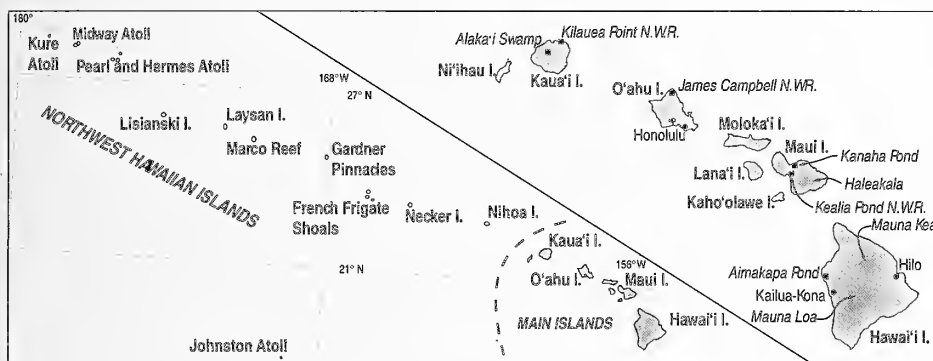 180°
Kure
Atoll
Midway Atoll
Pearl and Hermes Atoll
168°W
27° N
Lisianski I.
Laysan I.
Marco Reef
Gardner
Pinnades
NORTHWEST HAWAIIAN ISLANDS
French Frigate
Shoals
Necker I.
Nihoa I.
21° N
Johnston Atoll
Kaua'i I.
O'ahu I.
156°W
Maui I.
MAIN ISLANDS
Hawai'i I.
Alaka'i Swamp
Kilauea Point N.W.R.
Ni'ihau I.
Kaua'i I.
O'ahu I.
James Campbell N.WR.
Honolulu
Moloka'i I.
Maui I.
Kanaha Pond
Lana'i I.
Haleakala
Kaho'olawe I.
Kealia Pond N.W.R.
Mauna Kea
Aimakapa Pond
Hilo
Kailua-Kona
Mauna Loa
Hawai'i I.